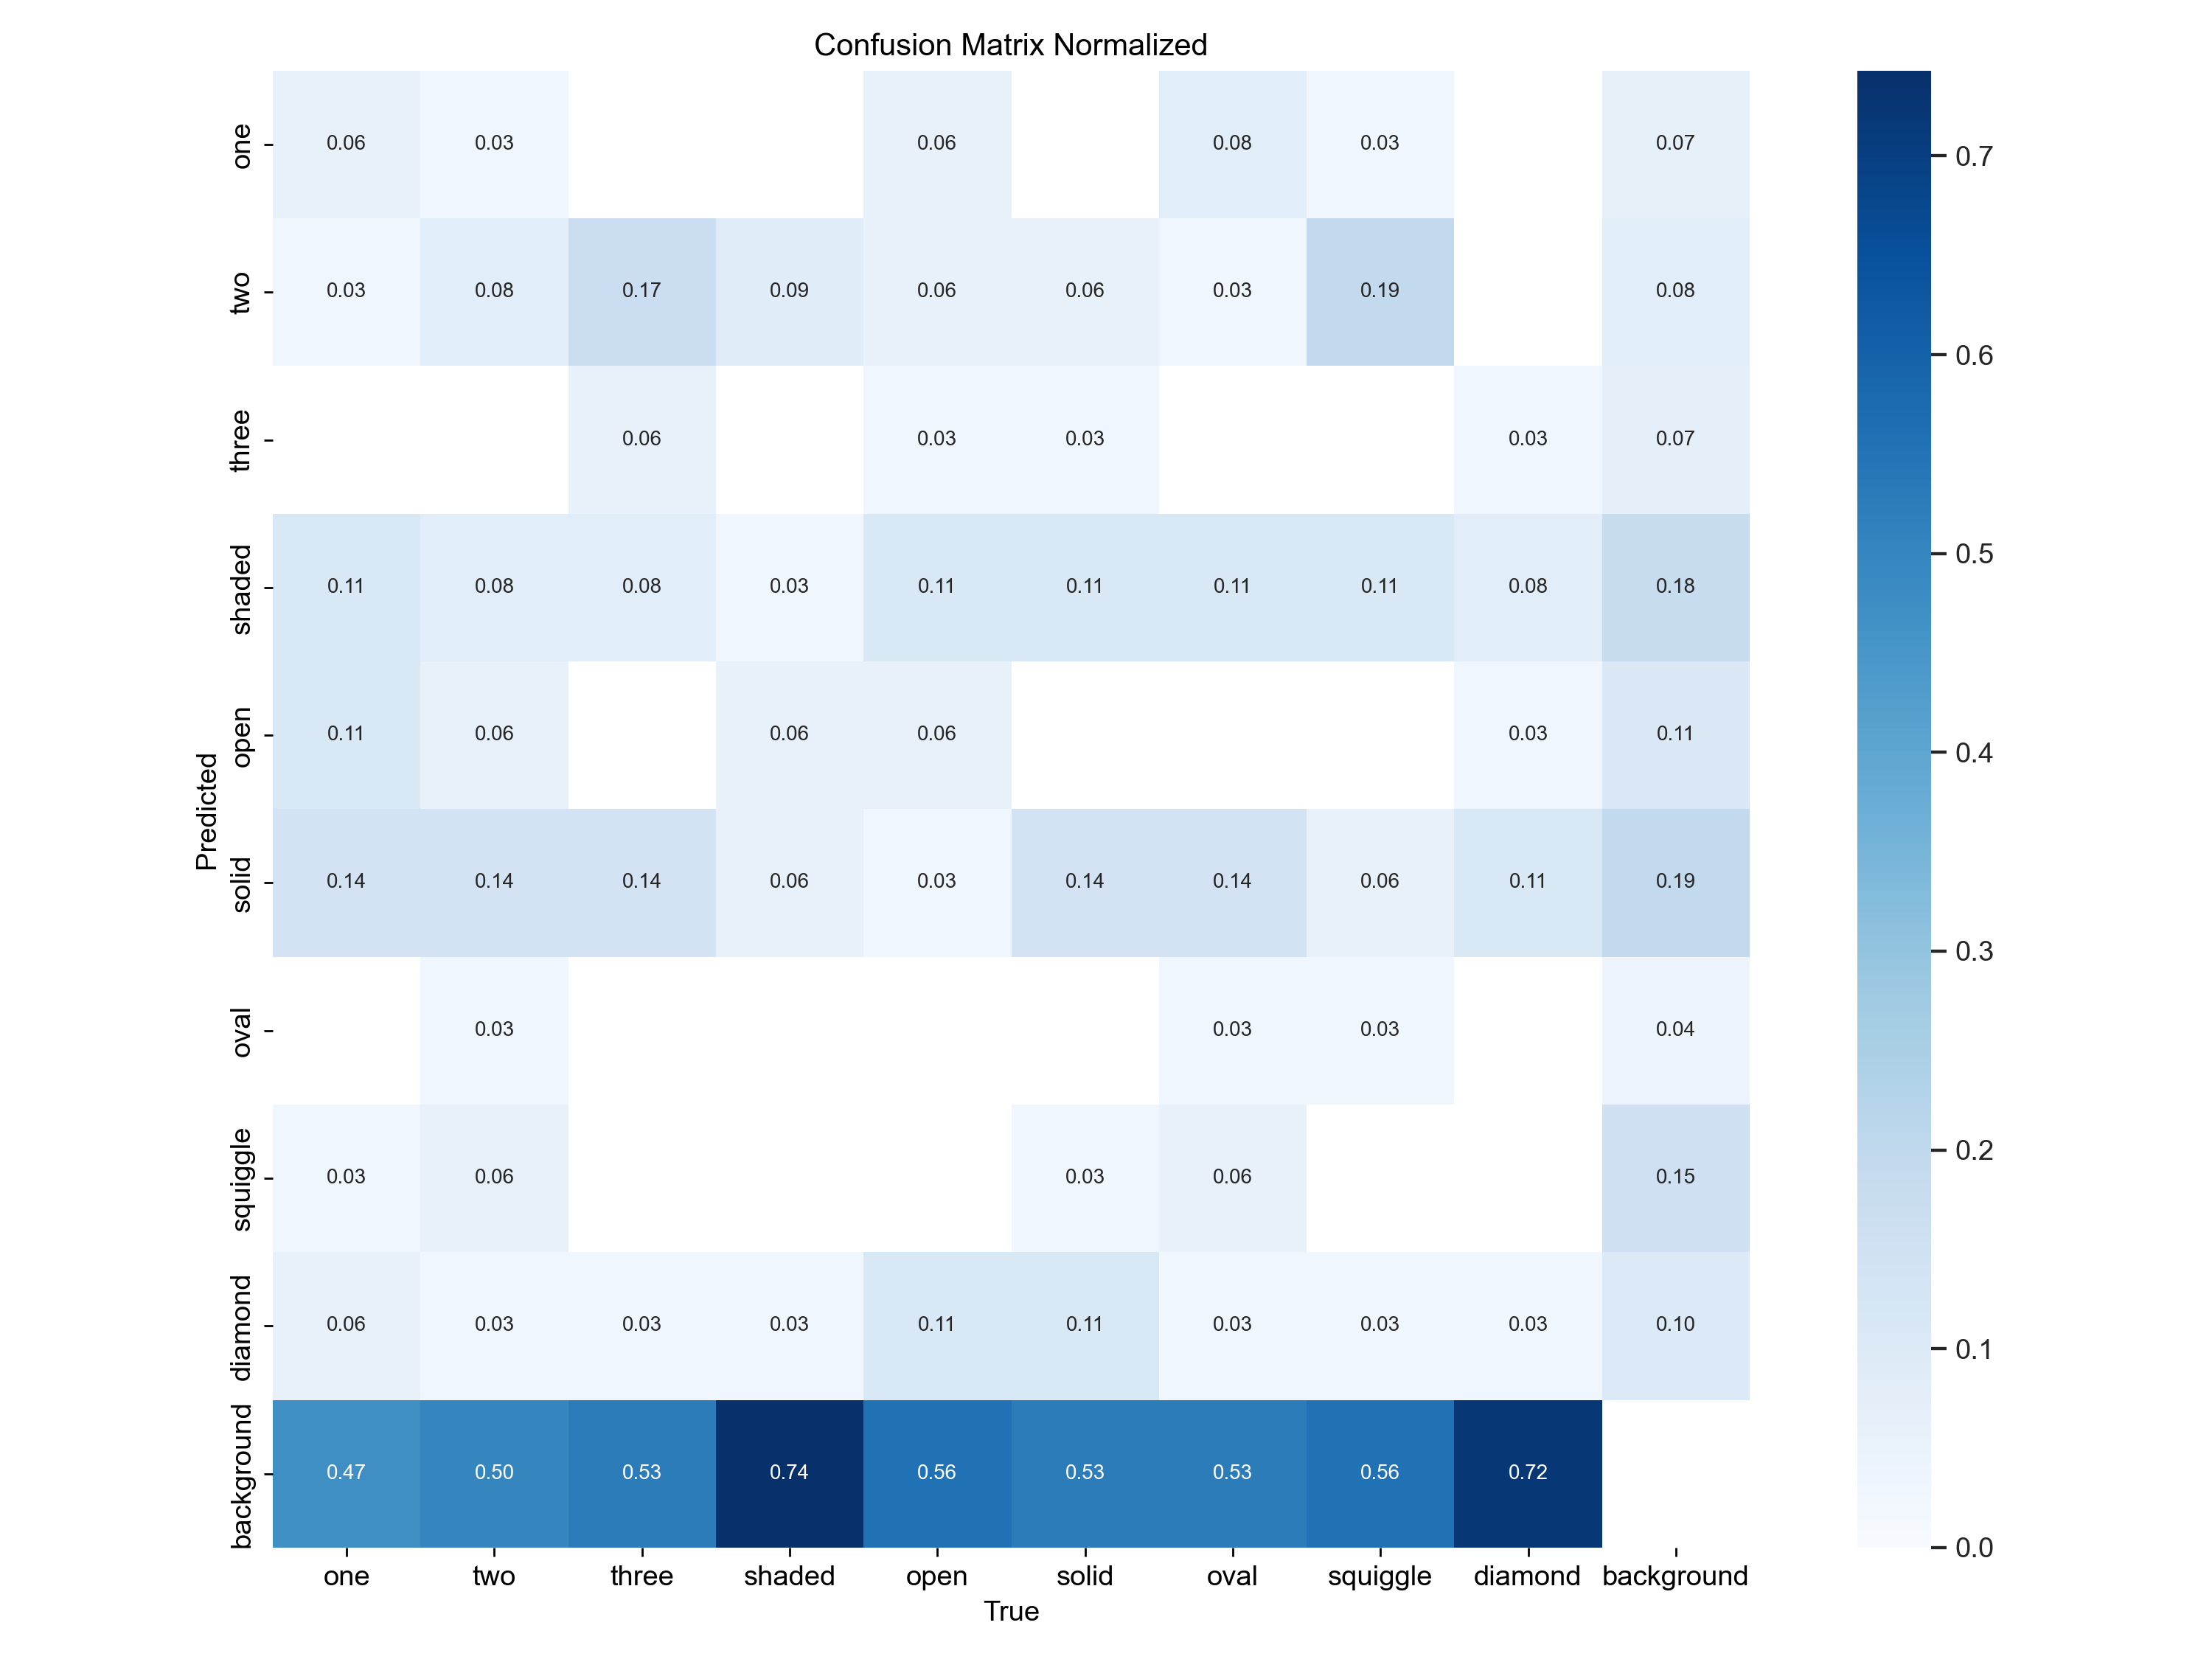 Confusion Matrix Normalized
one 0.06 0.03 0.06 0.08 0.03 0.07
two 0.03 0.08 0.17 0.09 0.06 0.06 0.03 0.19 0.08
three 0.06 0.03 0.03 0.03 0.07
shaded 0.11 0.08 0.08 0.03 0.11 0.11 0.11 0.11 0.08 0.18
open 0.11 0.06 0.06 0.06 0.03 0.11
solid 0.14 0.14 0.14 0.06 0.03 0.14 0.14 0.06 0.11 0.19
oval 0.03 0.03 0.03 0.04
squiggle 0.03 0.06 0.03 0.06 0.15
diamond 0.06 0.03 0.03 0.03 0.11 0.11 0.03 0.03 0.03 0.10
background 0.47 0.50 0.53 0.74 0.56 0.53 0.53 0.56 0.72
one two three shaded open solid oval squiggle diamond background
True
Predicted
0.7
0.6
0.5
0.4
0.3
0.2
0.1
0.0